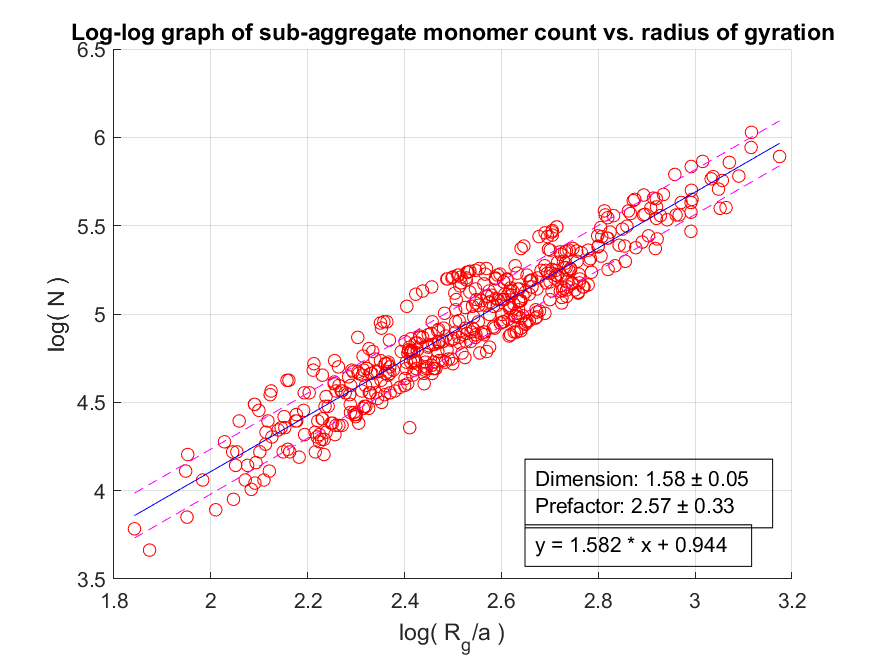 Log-log graph of sub-aggregate monomer count vs. radius of gyration
6.5
6
5.5
5
4.5
4
3.5
log( N )
Dimension: 1.58 ± 0.05
Prefactor: 2.57 ± 0.33
y = 1.582 * x + 0.944
1.8 2 2.2 2.4 2.6 2.8 3 3.2
log( Rg/a )